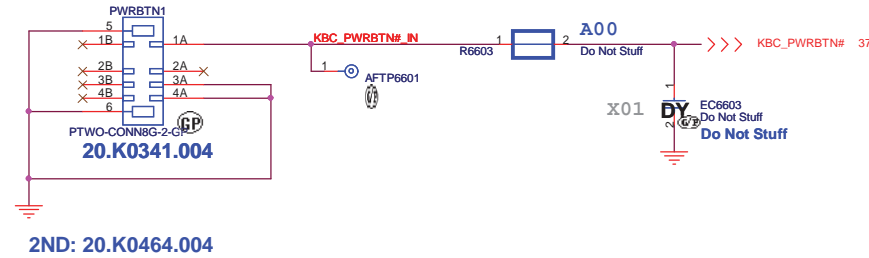 PWRBTN1
5
1B 1A
KBC_PWRBTN#_IN
R6603
1 2
A00
Do Not Stuff
KBC_PWRBTN# 37
2B 2A
3B 3A
4B 4A
6
1
AFTP6601
GP
PTWO-CONN8G-2-GP
20.K0341.004
X01
1
DY
2
EC6603
Do Not Stuff
Do Not Stuff
2ND: 20.K0464.004